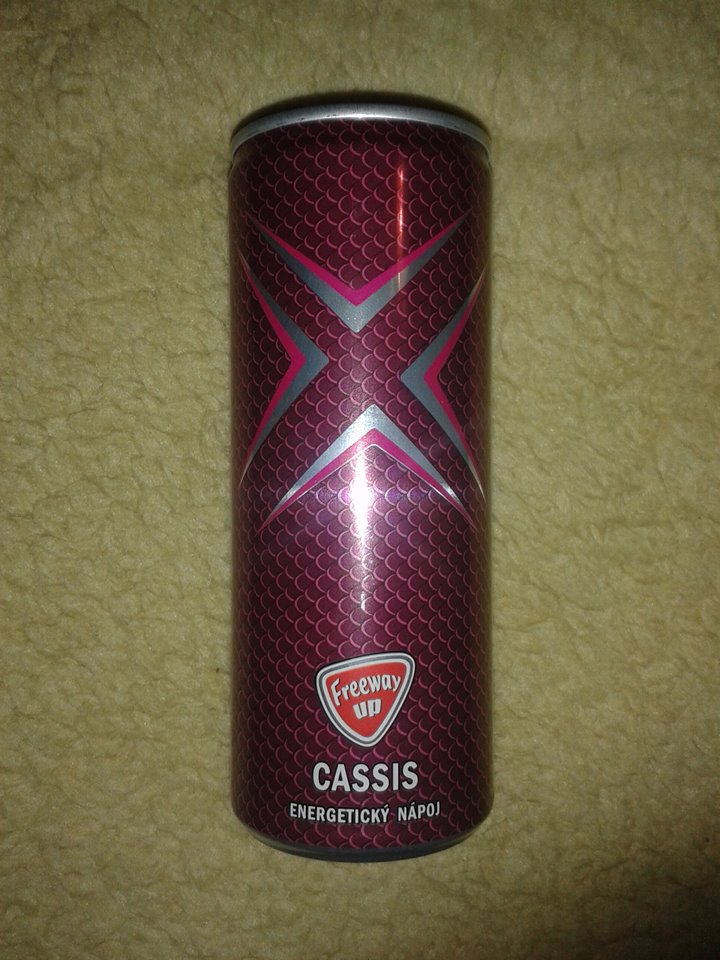 Freeway
up
CASSIS
ENERGETICKÝ NÁPOJ